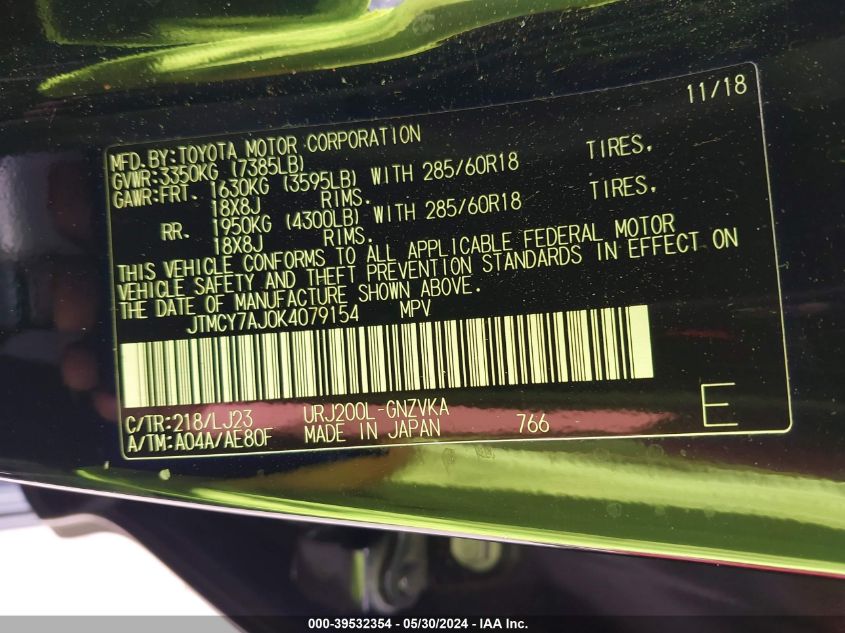 11/18
MFD.BY:TOYOTA MOTOR CORPORATION
GVWR:3350KG (7385LB)
GAWR:FRT. 1630KG (3595LB) WITH 285/60R18 TIRES,
18X8J RIMS.
RR. 1950KG (4300LB) WITH 285/60R18 TIRES,
18X8J RIMS.
THIS VEHICLE CONFORMS TO ALL APPLICABLE FEDERAL MOTOR
VEHICLE SAFETY AND THEFT PREVENTION STANDARDS IN EFFECT ON
THE DATE OF MANUFACTURE SHOWN ABOVE.
JTMCY7AJ0K4079154 MPV
C/TR:218/LJ23 URJ200L-GNZVKA
A/TM:A04A/AE80F MADE IN JAPAN 766 E
000-39532354 / 05/30/2024 - IAA Inc.